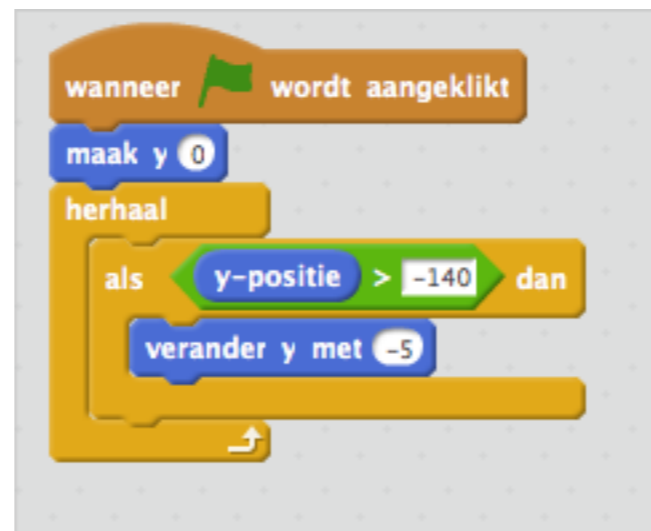 wanneer wordt aangeklikt
maak y 0
herhaal
als y-positie > -140 dan
verander y met -5